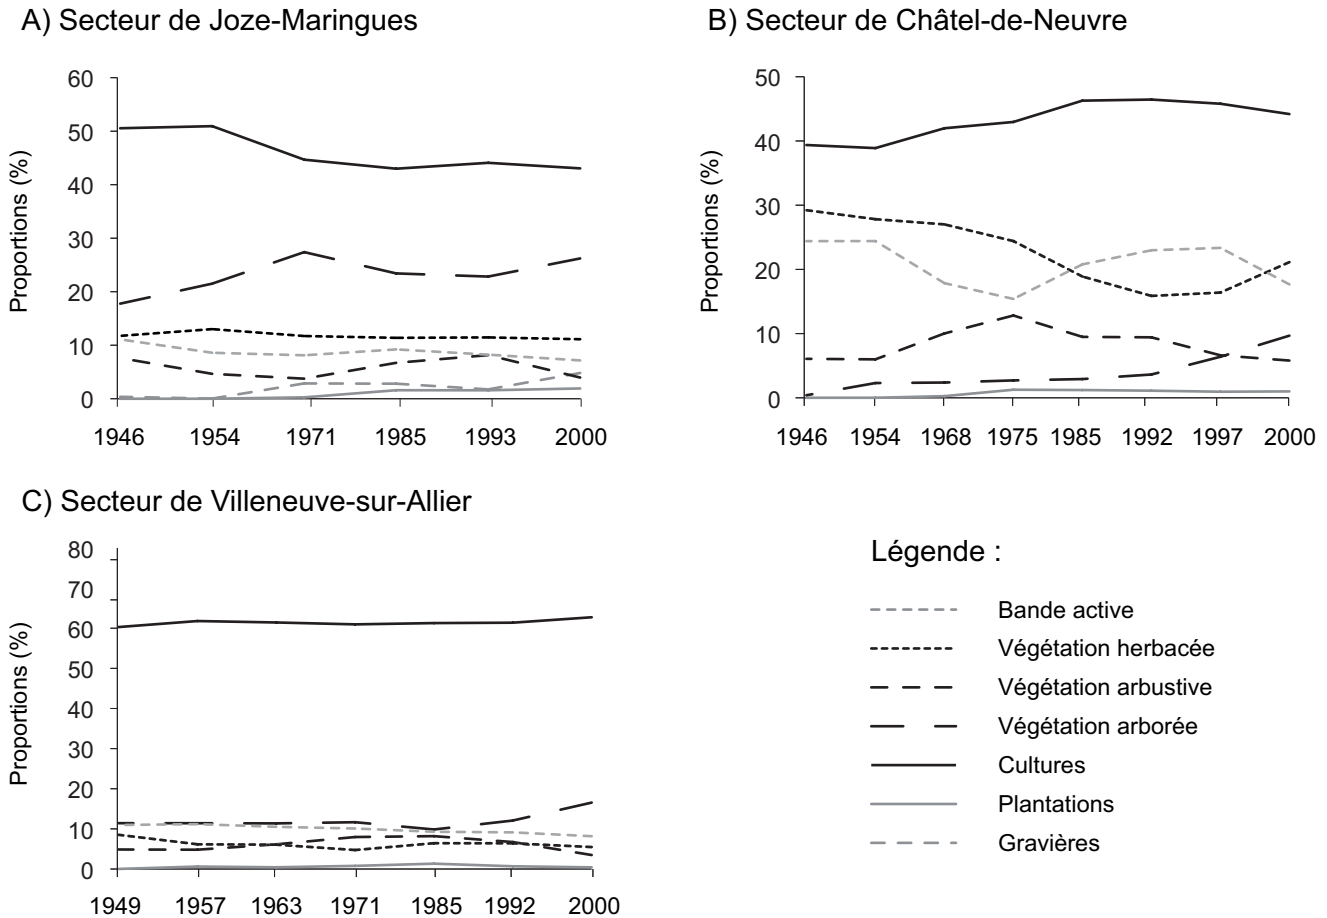 A) Secteur de Joze-Maringues
Proportions (%)
60
50
40
30
20
10
0
1946 1954 1971 1985 1993 2000
B) Secteur de Châtel-de-Neuvre
Proportions (%)
50
40
30
20
10
0
1946 1954 1968 1975 1985 1992 1997 2000
C) Secteur de Villeneuve-sur-Allier
Proportions (%)
80
70
60
50
40
30
20
10
0
1949 1957 1963 1971 1985 1992 2000
Légende :
Bande active
Végétation herbacée
Végétation arbustive
Végétation arborée
Cultures
Plantations
Gravières